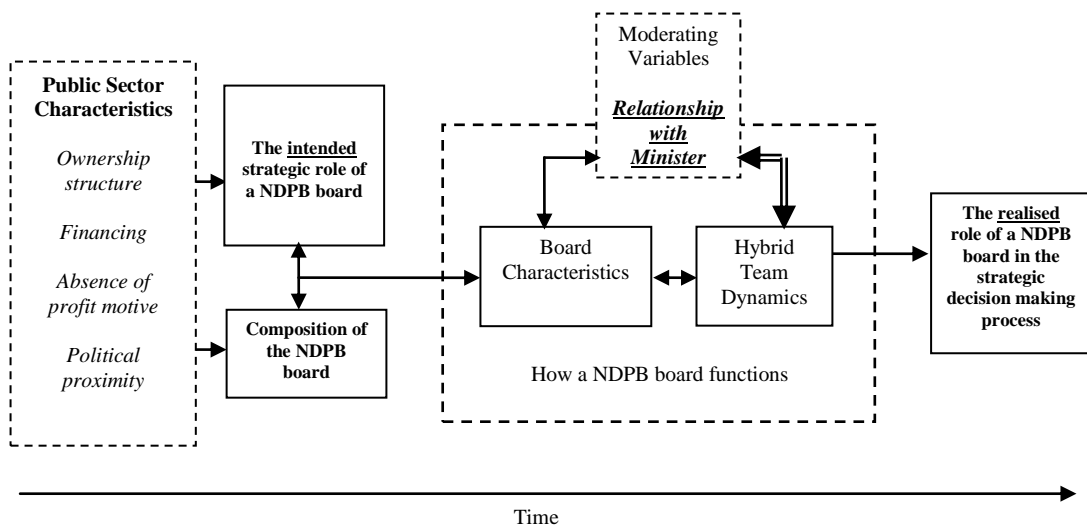 Public Sector
Characteristics
Ownership
structure
Financing
Absence of
profit motive
Political
proximity
The intended
strategic role of
a NDPB board
Composition of
the NDPB
board
Moderating
Variables
Relationship
with
Minister
Board
Characteristics
Hybrid
Team
Dynamics
How a NDPB board functions
The realised
role of a NDPB
board in the
strategic
decision making
process
Time